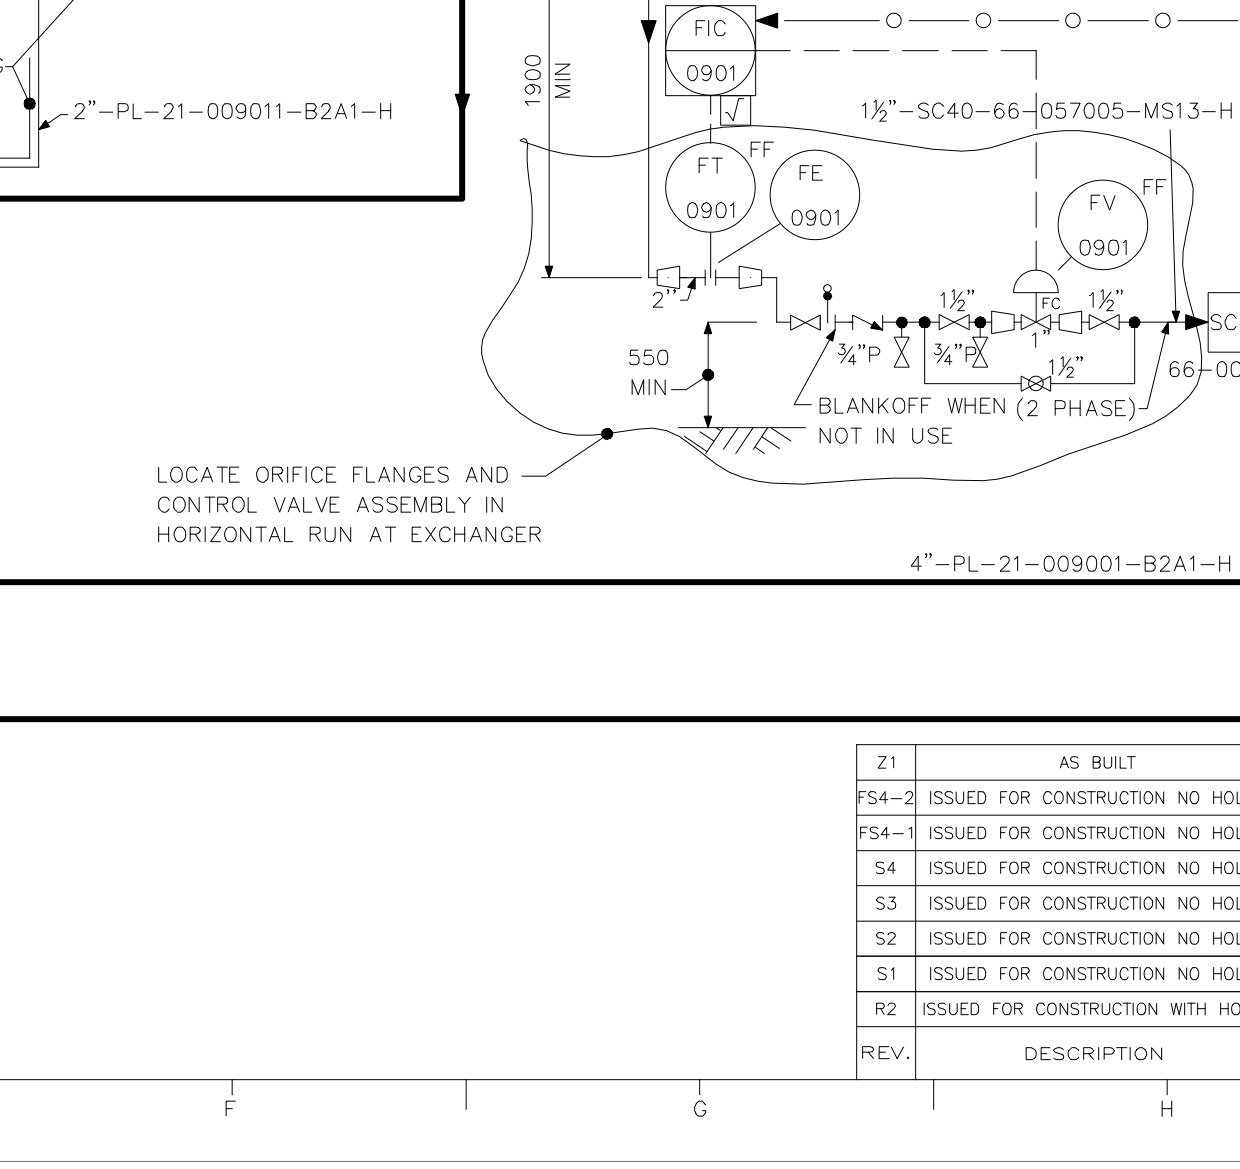 FIC
0901
1900
MIN
G
2"-PL-21-009011-B2A1-H
√
1½"-SC40-66-057005-MS13-H
FT
0901
FF
FE
0901
FV
0901
FF
2"
FC
1½"
1½"
1"
¾"P
¾"P
1½"
SC
66-00
550
MIN
BLANKOFF WHEN
NOT IN USE
(2 PHASE)
LOCATE ORIFICE FLANGES AND
CONTROL VALVE ASSEMBLY IN
HORIZONTAL RUN AT EXCHANGER
4"-PL-21-009001-B2A1-H
Z1 AS BUILT
FS4-2 ISSUED FOR CONSTRUCTION NO HOL
FS4-1 ISSUED FOR CONSTRUCTION NO HOL
S4 ISSUED FOR CONSTRUCTION NO HOL
S3 ISSUED FOR CONSTRUCTION NO HOL
S2 ISSUED FOR CONSTRUCTION NO HOL
S1 ISSUED FOR CONSTRUCTION NO HOL
R2 ISSUED FOR CONSTRUCTION WITH HO
REV. DESCRIPTION
F G H